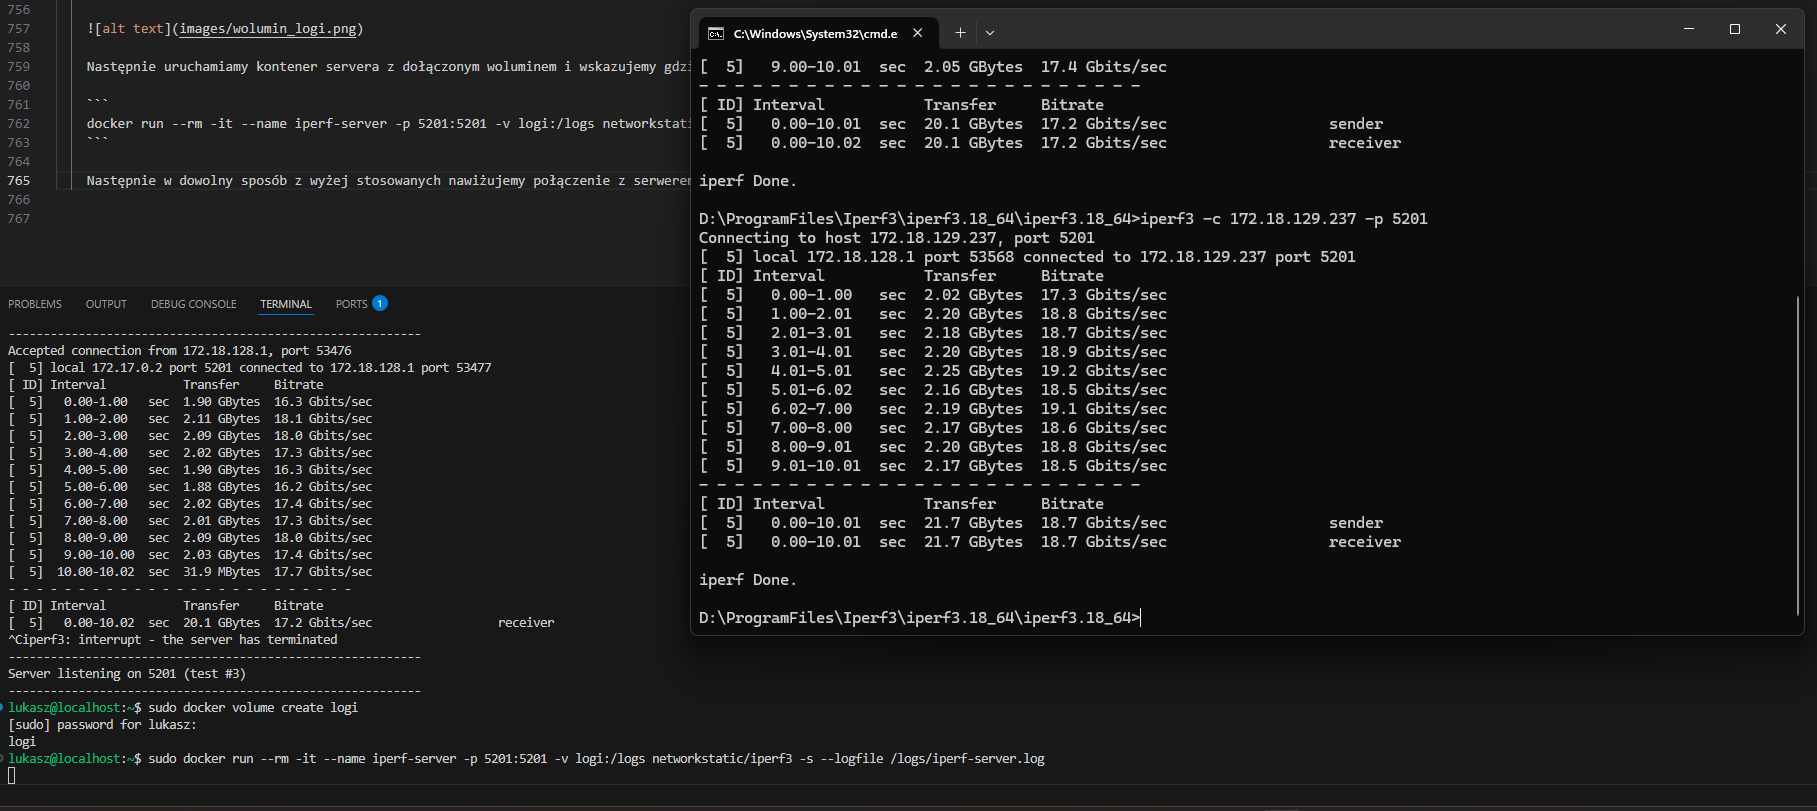 756
757 ![alt text](images/wolumin_logi.png)
758
759 Następnie uruchamiamy kontener servera z dołączonym woluminem i wskazujemy gdzi
760
761 ```
762 docker run --rm -it --name iperf-server -p 5201:5201 -v logi:/logs networkstati
763 ```
764
765 Następnie w dowolny sposób z wyżej stosowanych nawiżujemy połączenie z serwerem
766
767
PROBLEMS OUTPUT DEBUG CONSOLE TERMINAL PORTS 1
-----------------------------------------------------------
Accepted connection from 172.18.128.1, port 53476
[  5] local 172.17.0.2 port 5201 connected to 172.18.128.1 port 53477
[ ID] Interval           Transfer     Bitrate
[  5]   0.00-1.00   sec  1.90 GBytes  16.3 Gbits/sec
[  5]   1.00-2.00   sec  2.11 GBytes  18.1 Gbits/sec
[  5]   2.00-3.00   sec  2.09 GBytes  18.0 Gbits/sec
[  5]   3.00-4.00   sec  2.02 GBytes  17.3 Gbits/sec
[  5]   4.00-5.00   sec  1.90 GBytes  16.3 Gbits/sec
[  5]   5.00-6.00   sec  1.88 GBytes  16.2 Gbits/sec
[  5]   6.00-7.00   sec  2.02 GBytes  17.4 Gbits/sec
[  5]   7.00-8.00   sec  2.01 GBytes  17.3 Gbits/sec
[  5]   8.00-9.00   sec  2.09 GBytes  18.0 Gbits/sec
[  5]   9.00-10.00  sec  2.03 GBytes  17.4 Gbits/sec
[  5]  10.00-10.02  sec  31.9 MBytes  17.7 Gbits/sec
- - - - - - - - - - - - - - - - - - - - - - - - -
[ ID] Interval           Transfer     Bitrate
[  5]   0.00-10.02  sec  20.1 GBytes  17.2 Gbits/sec                  receiver
^Ciperf3: interrupt - the server has terminated
-----------------------------------------------------------
Server listening on 5201 (test #3)
-----------------------------------------------------------
lukasz@localhost:~$ sudo docker volume create logi
[sudo] password for lukasz:
logi
lukasz@localhost:~$ sudo docker run --rm -it --name iperf-server -p 5201:5201 -v logi:/logs networkstatic/iperf3 -s --logfile /logs/iperf-server.log
C:\Windows\System32\cmd.e
[  5]   9.00-10.01  sec  2.05 GBytes  17.4 Gbits/sec
- - - - - - - - - - - - - - - - - - - - - - - - -
[ ID] Interval           Transfer     Bitrate
[  5]   0.00-10.01  sec  20.1 GBytes  17.2 Gbits/sec                  sender
[  5]   0.00-10.02  sec  20.1 GBytes  17.2 Gbits/sec                  receiver
iperf Done.
D:\ProgramFiles\Iperf3\iperf3.18_64\iperf3.18_64>iperf3 -c 172.18.129.237 -p 5201
Connecting to host 172.18.129.237, port 5201
[  5] local 172.18.128.1 port 53568 connected to 172.18.129.237 port 5201
[ ID] Interval           Transfer     Bitrate
[  5]   0.00-1.00   sec  2.02 GBytes  17.3 Gbits/sec
[  5]   1.00-2.01   sec  2.20 GBytes  18.8 Gbits/sec
[  5]   2.01-3.01   sec  2.18 GBytes  18.7 Gbits/sec
[  5]   3.01-4.01   sec  2.20 GBytes  18.9 Gbits/sec
[  5]   4.01-5.01   sec  2.25 GBytes  19.2 Gbits/sec
[  5]   5.01-6.02   sec  2.16 GBytes  18.5 Gbits/sec
[  5]   6.02-7.00   sec  2.19 GBytes  19.1 Gbits/sec
[  5]   7.00-8.00   sec  2.17 GBytes  18.6 Gbits/sec
[  5]   8.00-9.01   sec  2.20 GBytes  18.8 Gbits/sec
[  5]   9.01-10.01  sec  2.17 GBytes  18.5 Gbits/sec
- - - - - - - - - - - - - - - - - - - - - - - - -
[ ID] Interval           Transfer     Bitrate
[  5]   0.00-10.01  sec  21.7 GBytes  18.7 Gbits/sec                  sender
[  5]   0.00-10.01  sec  21.7 GBytes  18.7 Gbits/sec                  receiver
iperf Done.
D:\ProgramFiles\Iperf3\iperf3.18_64\iperf3.18_64>